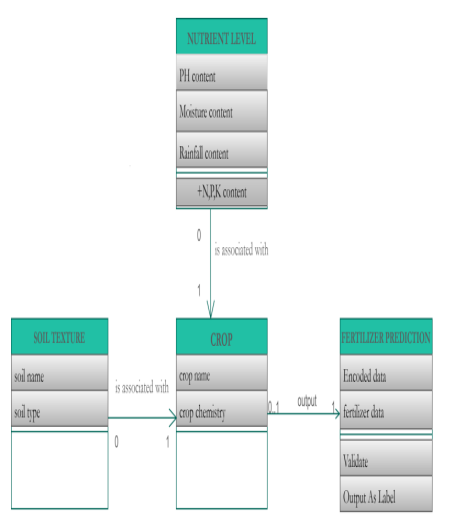 NUTRIENT LEVEL
PH content
Moisture content
Rainfall content
+N,P,K content
0
is associated with
1
SOIL TEXTURE
soil name
soil type
is associated with
0
1
CROP
crop name
crop chemistry
0..1
output
1
FERTILIZER PREDICTION
Encoded data
fertilizer data
Validate
Output As Label